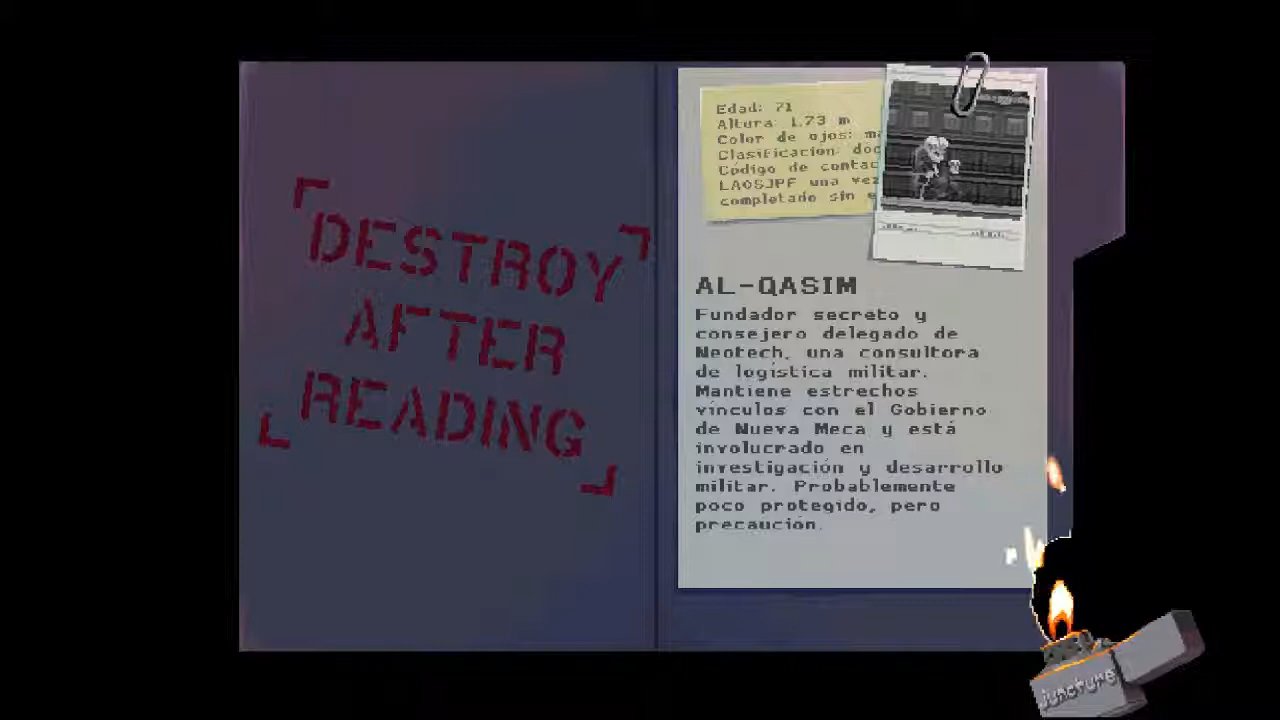 DESTROY
AFTER
READING
Edad: 71
Altura: 1.73 m
Color de ojos:
Clasificación:
Código de
LAOSJPF una vez
completado sin
AL-QASIM
Fundador secreto y
consejero delegado de
Neotech, una consultora
de logística militar.
Mantiene estrechos
vínculos con el Gobierno
de Nueva Meca y está
involucrado en
investigación y desarrollo
militar. Probablemente
poco protegido, pero
precaución.
Juncture